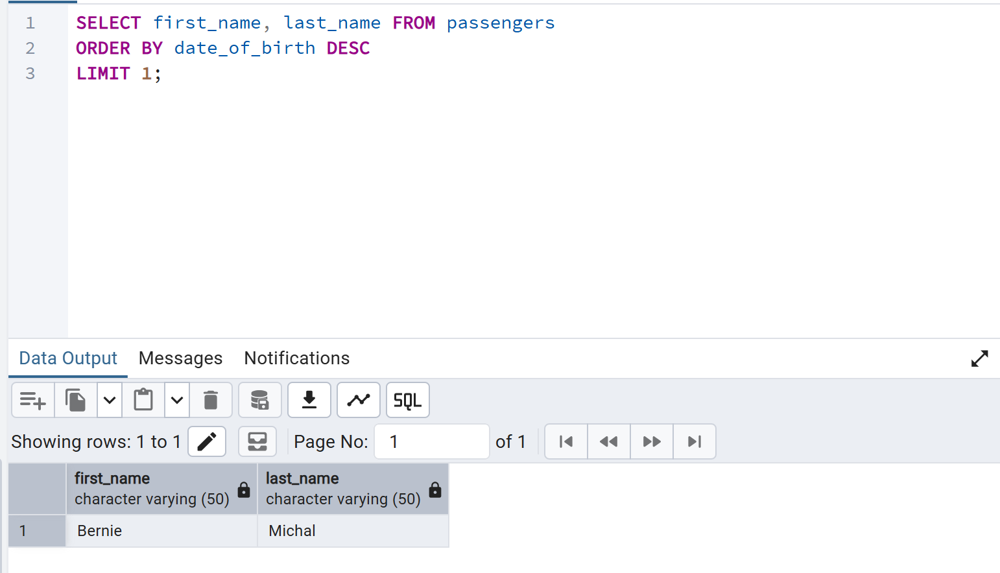 1 SELECT first_name, last_name FROM passengers
2 ORDER BY date_of_birth DESC
3 LIMIT 1;
Data Output Messages Notifications
SQL
Showing rows: 1 to 1 Page No: 1 of 1
first_name last_name
character varying (50) character varying (50)
1 Bernie Michal